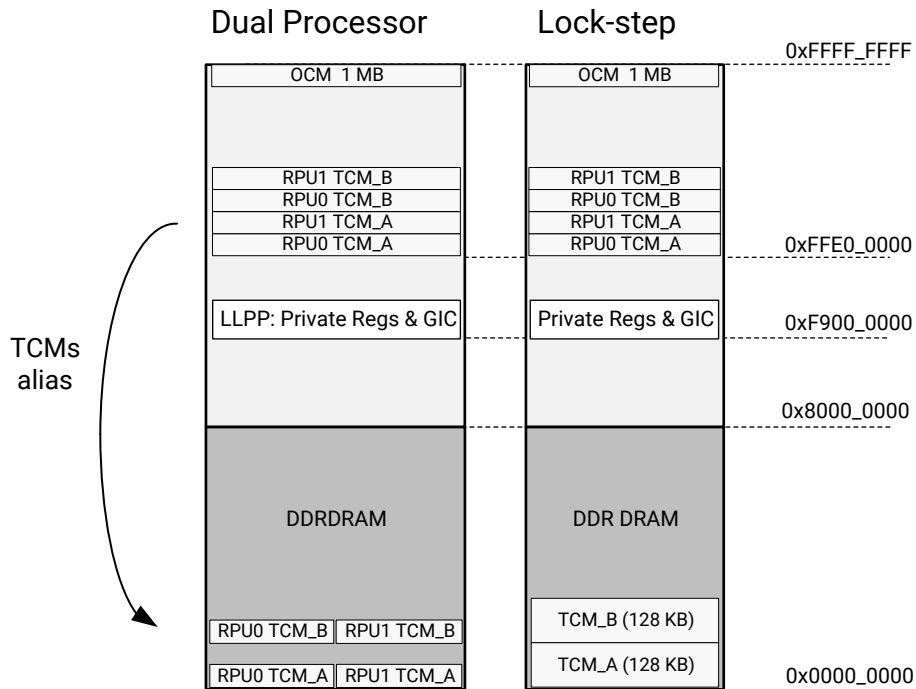 Dual Processor
Lock-step
0xFFFF_FFFF
OCM 1 MB
OCM 1 MB
RPU1 TCM_B
RPU1 TCM_B
RPU0 TCM_B
RPU0 TCM_B
RPU1 TCM_A
RPU1 TCM_A
RPU0 TCM_A
RPU0 TCM_A
0xFFE0_0000
LLPP: Private Regs & GIC
Private Regs & GIC
0xF900_0000
TCMs
alias
0x8000_0000
DDRDRAM
DDR DRAM
TCM_B (128 KB)
RPU0 TCM_B
RPU1 TCM_B
TCM_A (128 KB)
RPU0 TCM_A
RPU1 TCM_A
0x0000_0000